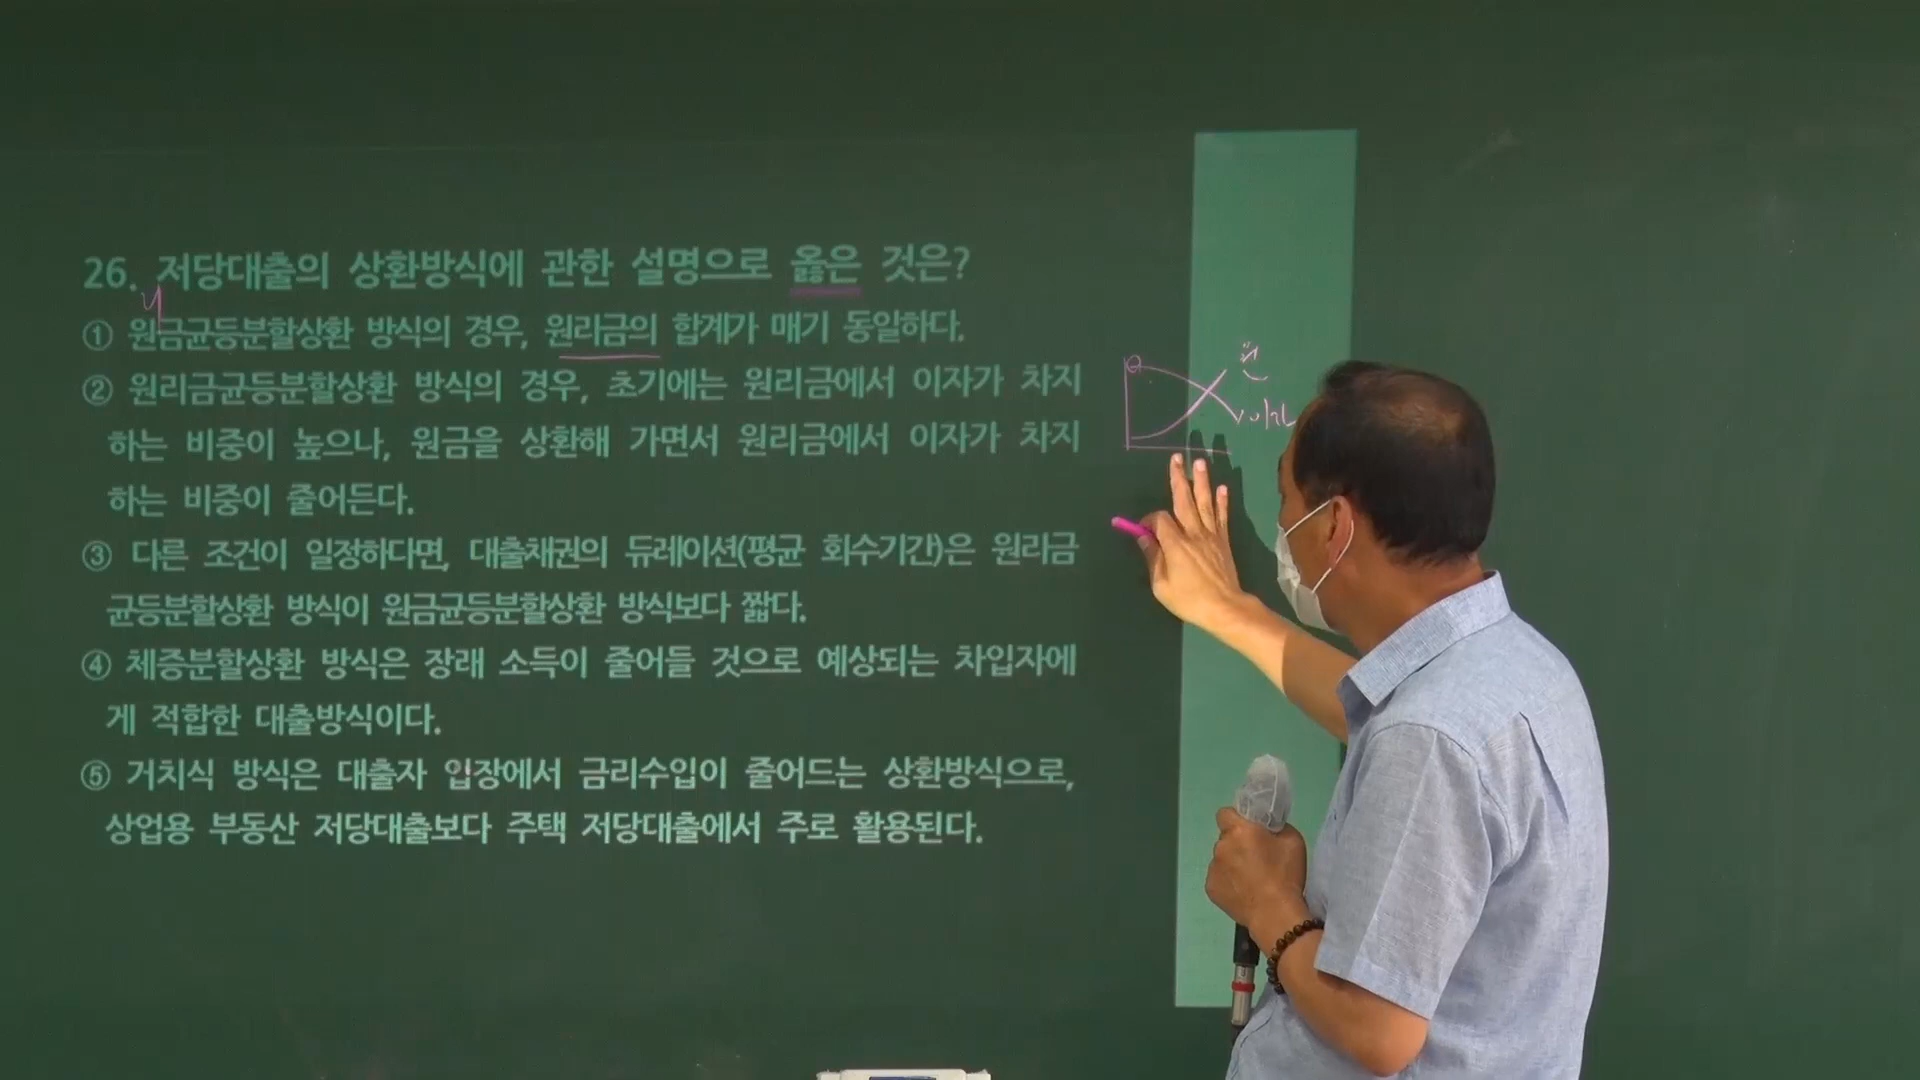 26. 저당대출의 상환방식에 관한 설명으로 옳은 것은?
① 원금균등분할상환 방식의 경우, 원리금의 합계가 매기 동일하다.
② 원리금균등분할상환 방식의 경우, 초기에는 원리금에서 이자가 차지
하는 비중이 높으나, 원금을 상환해 가면서 원리금에서 이자가 차지
하는 비중이 줄어든다.
③ 다른 조건이 일정하다면, 대출채권의 듀레이션(평균 회수기간)은 원리금
균등분할상환 방식이 원금균등분할상환 방식보다 짧다.
④ 체증분할상환 방식은 장래 소득이 줄어들 것으로 예상되는 차입자에
게 적합한 대출방식이다.
⑤ 거치식 방식은 대출자 입장에서 금리수입이 줄어드는 상환방식으로,
상업용 부동산 저당대출보다 주택 저당대출에서 주로 활용된다.
원
이자